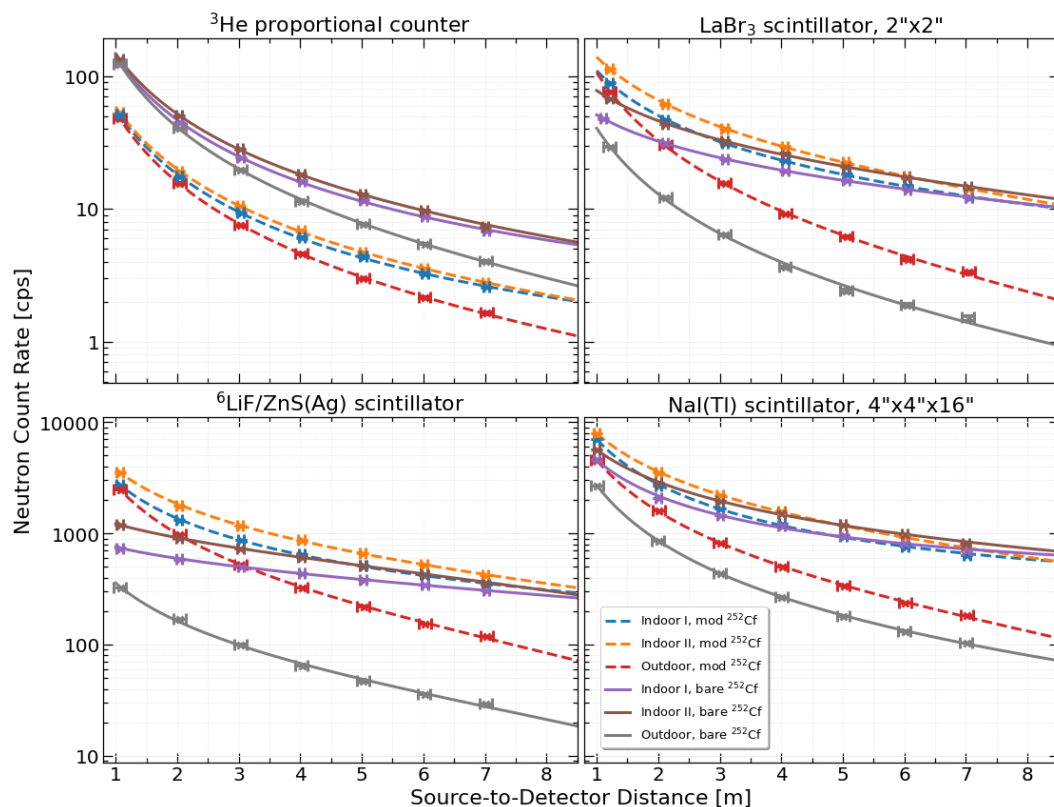 ³He proportional counter
LaBr₃ scintillator, 2"x2"
100
10
1
⁶LiF/ZnS(Ag) scintillator
NaI(Tl) scintillator, 4"x4"x16"
10000
1000
100
10
Neutron Count Rate [cps]
Indoor I, mod ²⁵²Cf
Indoor II, mod ²⁵²Cf
Outdoor, mod ²⁵²Cf
Indoor I, bare ²⁵²Cf
Indoor II, bare ²⁵²Cf
Outdoor, bare ²⁵²Cf
1 2 3 4 5 6 7 8
1 2 3 4 5 6 7 8
Source-to-Detector Distance [m]